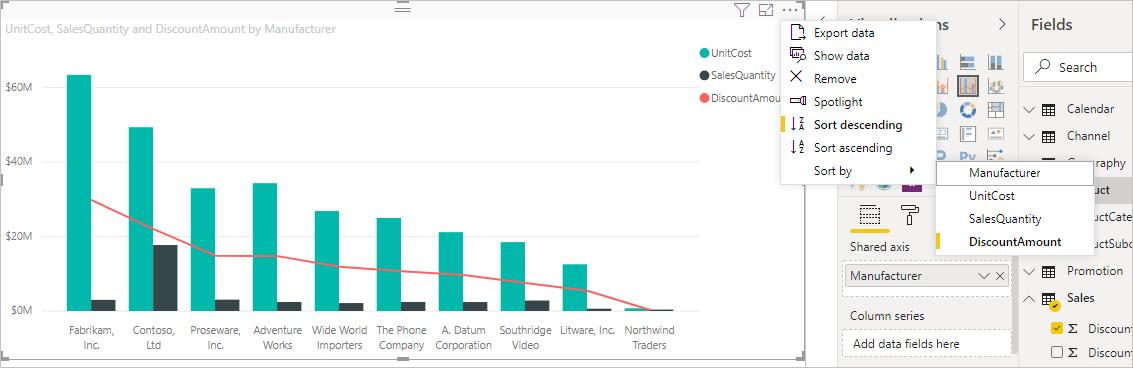 UnitCost, SalesQuantity and DiscountAmount by Manufacturer
$60M
$40M
$20M
$0M
Fabrikam,
Inc.
Contoso,
Ltd
Proseware,
Inc.
Adventure
Works
Wide World
Importers
The Phone
Company
A. Datum
Corporation
Southridge
Video
Litware, Inc.
Northwind
Traders
UnitCost
SalesQuantity
DiscountAmou
Export data
Show data
Remove
Spotlight
Sort descending
Sort ascending
Sort by
Manufacturer
UnitCost
SalesQuantity
DiscountAmount
Py
Shared axis
Manufacturer
Column series
Add data fields here
Fields
Search
Calendar
Channel
Promotion
Sales
Σ Discou
Σ Discou